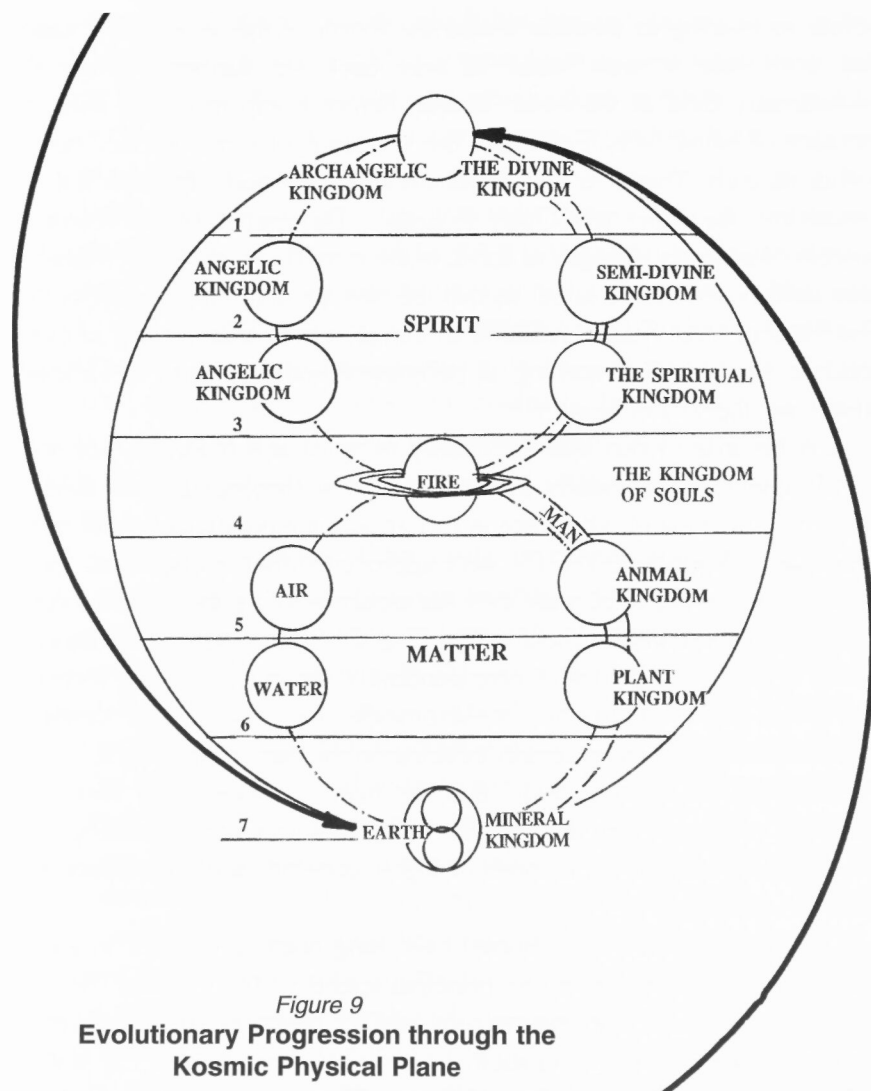 ARCHANGELIC
KINGDOM
THE DIVINE
KINGDOM
1
ANGELIC
KINGDOM
SEMI-DIVINE
KINGDOM
2
SPIRIT
ANGELIC
KINGDOM
THE SPIRITUAL
KINGDOM
3
FIRE
THE KINGDOM
OF SOULS
MAN
4
AIR
ANIMAL
KINGDOM
5
MATTER
WATER
PLANT
KINGDOM
6
7
EARTH
MINERAL
KINGDOM
Figure 9
Evolutionary Progression through the
Kosmic Physical Plane